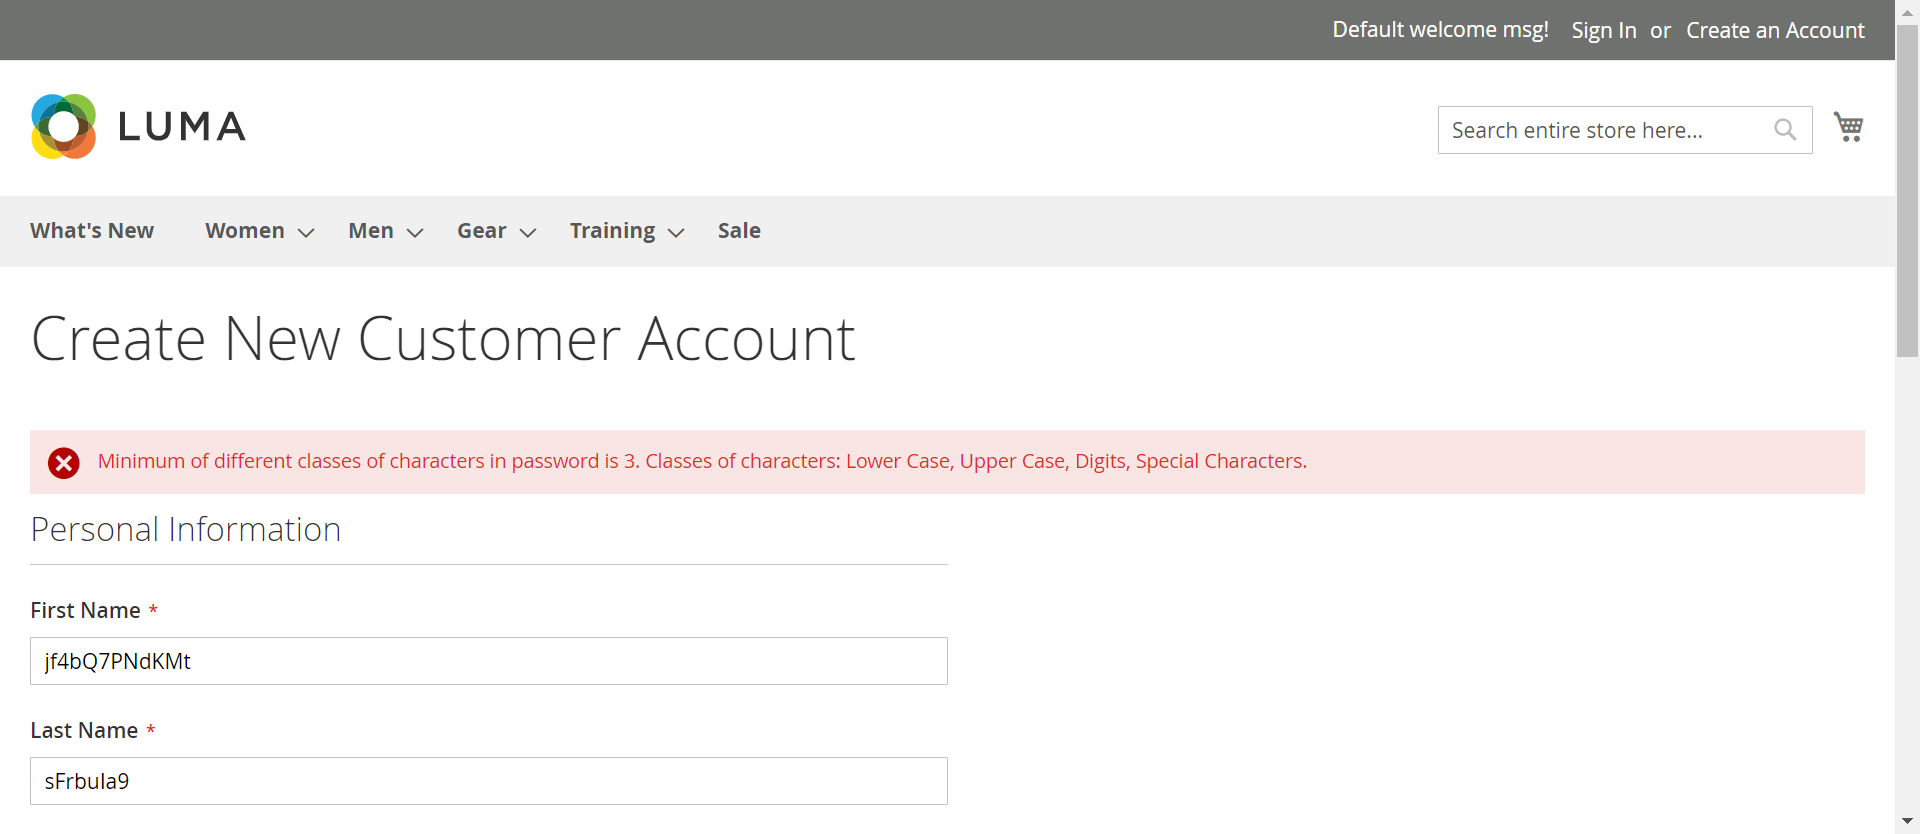 Default welcome msg! Sign In or Create an Account
LUMA
Search entire store here...
What's New Women Men Gear Training Sale
Create New Customer Account
Minimum of different classes of characters in password is 3. Classes of characters: Lower Case, Upper Case, Digits, Special Characters.
Personal Information
First Name *
jf4bQ7PNdKMt
Last Name *
sFrbula9